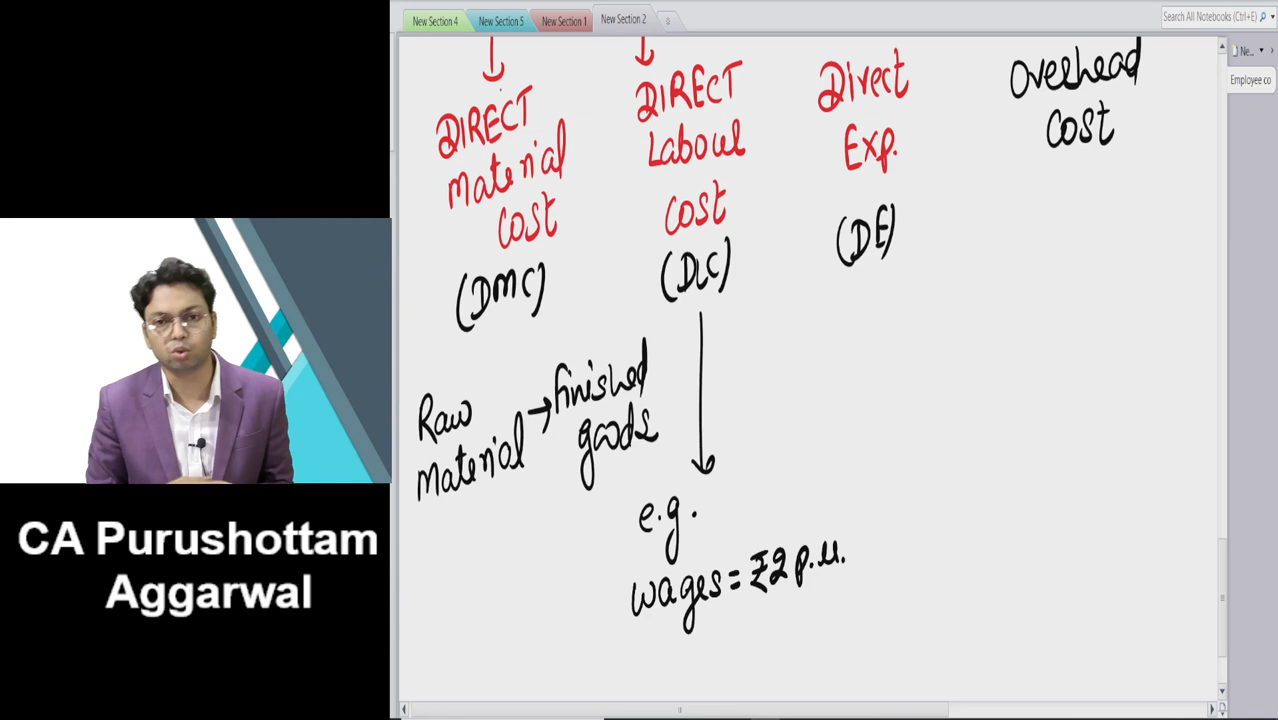 New Section 4
New Section 5
New Section 1
New Section 2
Search All Notebooks (Ctrl+E)
Ne...
Employee co
DIRECT
Material
Cost
(DMC)
DIRECT
Labour
Cost
(DLC)
Direct
Exp.
(DE)
Overhead
Cost
Raw
Material → finished
goods
e.g.
wages = ₹2 p.u.
CA Purushottam
Aggarwal